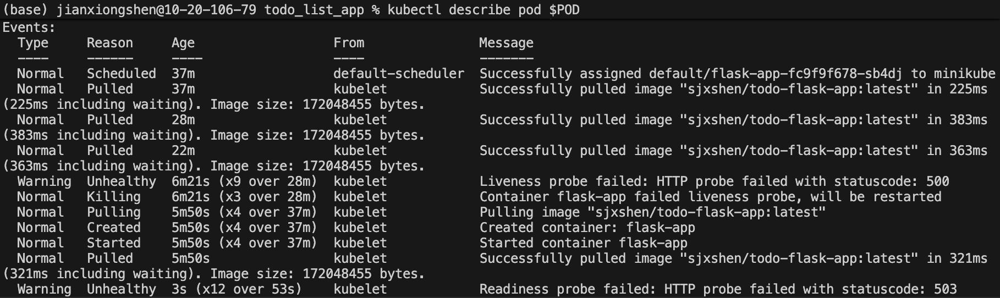 (base) jianxiongshen@10-20-106-79 todo_list_app % kubectl describe pod $POD
Events:
  Type     Reason     Age                  From               Message
  ----     ------     ----                 ----               -------
  Normal   Scheduled  37m                  default-scheduler  Successfully assigned default/flask-app-fc9f9f678-sb4dj to minikube
  Normal   Pulled     37m                  kubelet            Successfully pulled image "sjxshen/todo-flask-app:latest" in 225ms
(225ms including waiting). Image size: 172048455 bytes.
  Normal   Pulled     28m                  kubelet            Successfully pulled image "sjxshen/todo-flask-app:latest" in 383ms
(383ms including waiting). Image size: 172048455 bytes.
  Normal   Pulled     22m                  kubelet            Successfully pulled image "sjxshen/todo-flask-app:latest" in 363ms
(363ms including waiting). Image size: 172048455 bytes.
  Warning  Unhealthy  6m21s (x9 over 28m)  kubelet            Liveness probe failed: HTTP probe failed with statuscode: 500
  Normal   Killing    6m21s (x3 over 28m)  kubelet            Container flask-app failed liveness probe, will be restarted
  Normal   Pulling    5m50s (x4 over 37m)  kubelet            Pulling image "sjxshen/todo-flask-app:latest"
  Normal   Created    5m50s (x4 over 37m)  kubelet            Created container: flask-app
  Normal   Started    5m50s (x4 over 37m)  kubelet            Started container flask-app
  Normal   Pulled     5m50s                kubelet            Successfully pulled image "sjxshen/todo-flask-app:latest" in 321ms
(321ms including waiting). Image size: 172048455 bytes.
  Warning  Unhealthy  3s (x12 over 53s)    kubelet            Readiness probe failed: HTTP probe failed with statuscode: 503